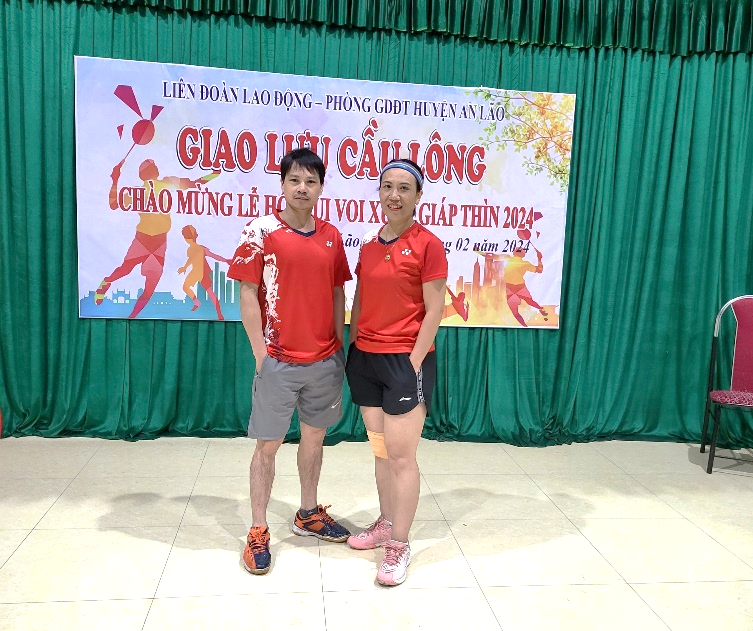 LIÊN ĐOÀN LAO ĐỘNG – PHÒNG GDĐT HUYỆN AN LÃO
GIAO LƯU CẦU LÔNG
CHÀO MỪNG LỄ VOI GIÁP THÌN 2024
02 năm 2024